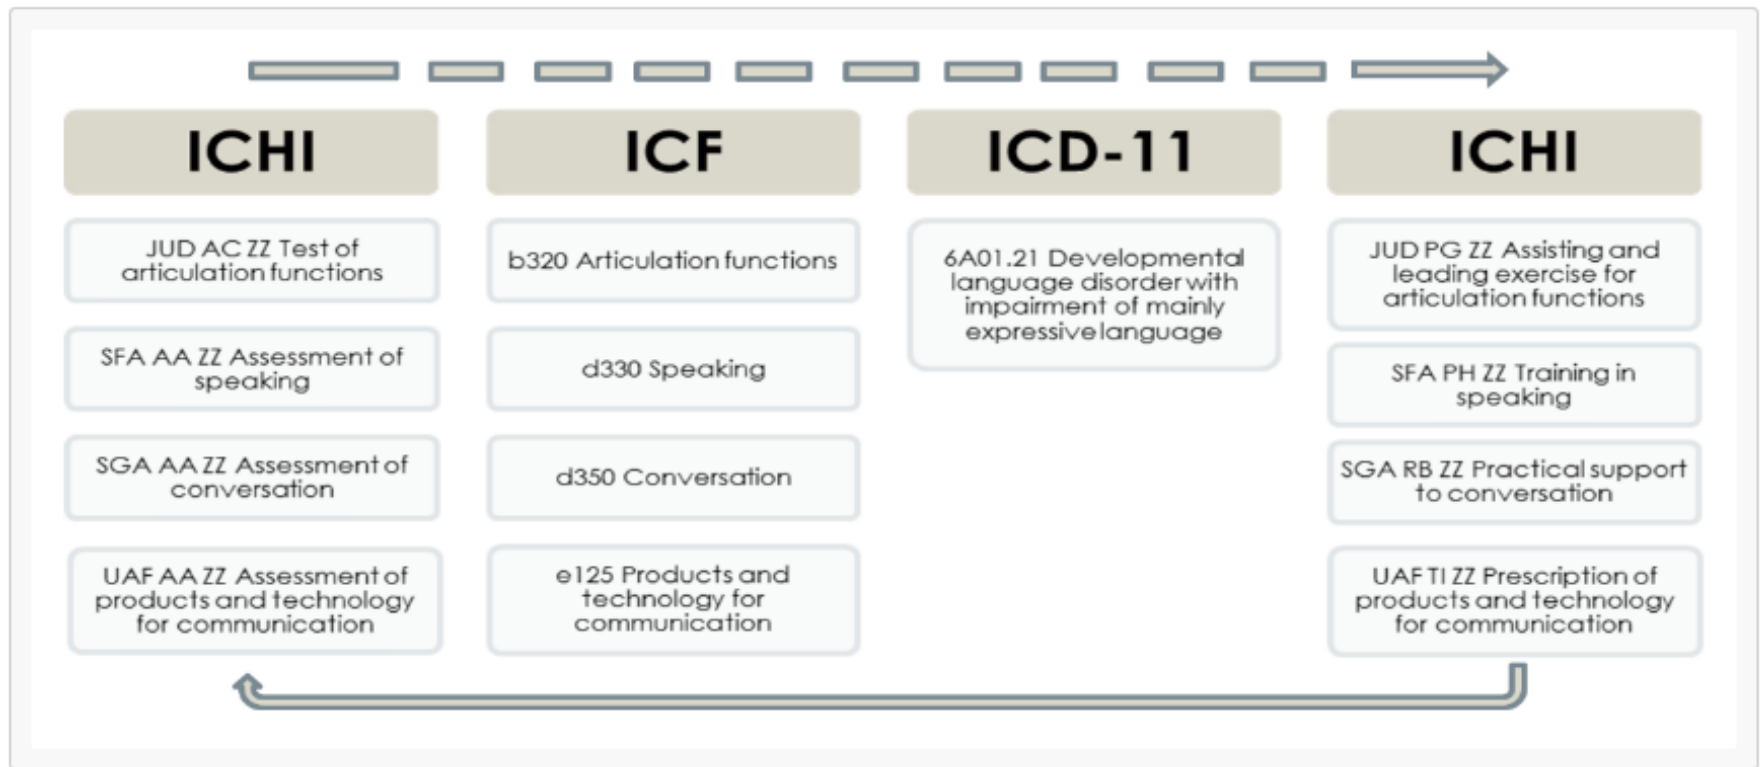 ICHI
JUD AC ZZ Test of
articulation functions
SFA AA ZZ Assessment of
speaking
SGA AA ZZ Assessment of
conversation
UAF AA ZZ Assessment of
products and technology
for communication
ICF
b320 Articulation functions
d330 Speaking
d350 Conversation
e125 Products and
technology for
communication
ICD-11
6A01.21 Developmental
language disorder with
impairment of mainly
expressive language
ICHI
JUD PG ZZ Assisting and
leading exercise for
articulation functions
SFA PH ZZ Training in
speaking
SGA RB ZZ Practical support
to conversation
UAF TI ZZ Prescription of
products and technology
for communication